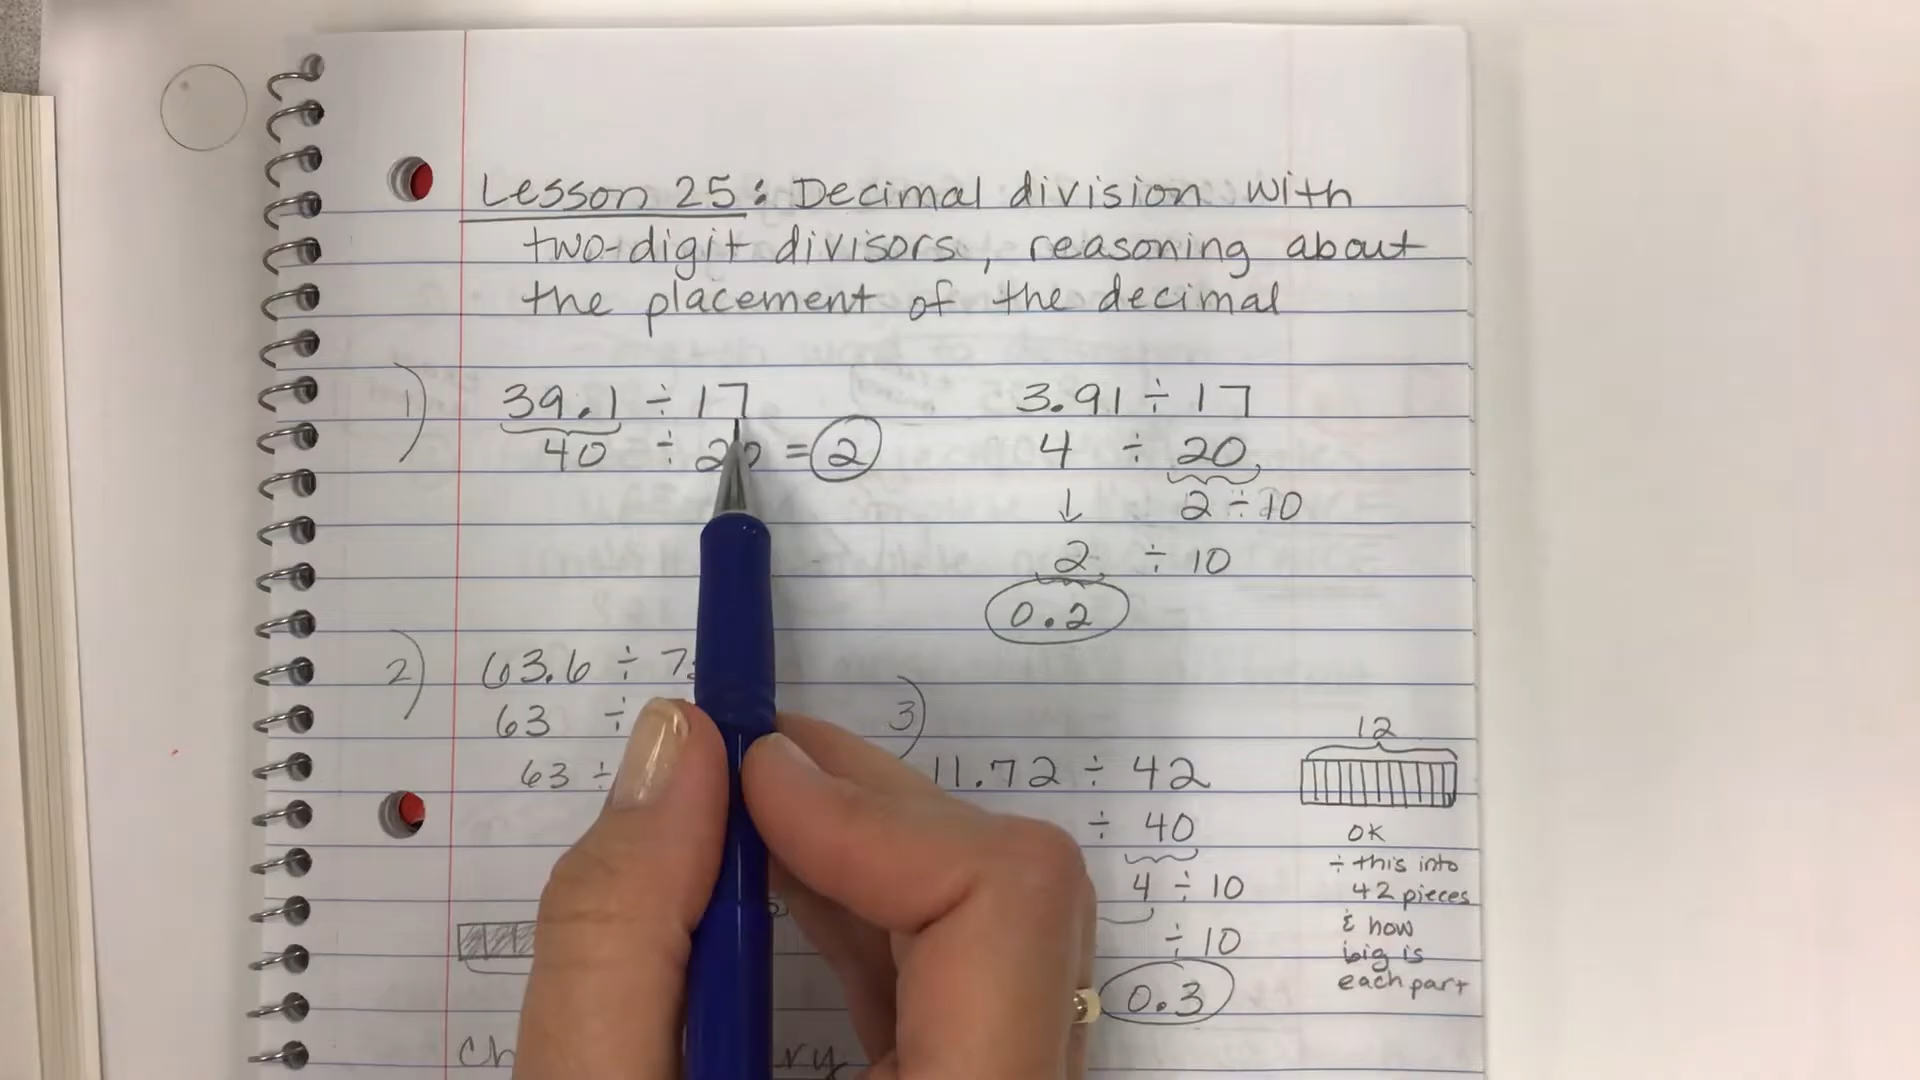 Lesson 25: Decimal division with
two-digit divisors, reasoning about
the placement of the decimal
1)
39.1 ÷ 17
40 ÷ 20 = 2
3.91 ÷ 17
4 ÷ 20
↓ 2 ÷ 10
2 ÷ 10
0.2
2)
63.6 ÷
63 ÷
63 ÷
3)
11.72 ÷ 42
÷ 40
4 ÷ 10
÷ 10
0.3
12
OK
÷ this into
42 pieces
& how
big is
each part